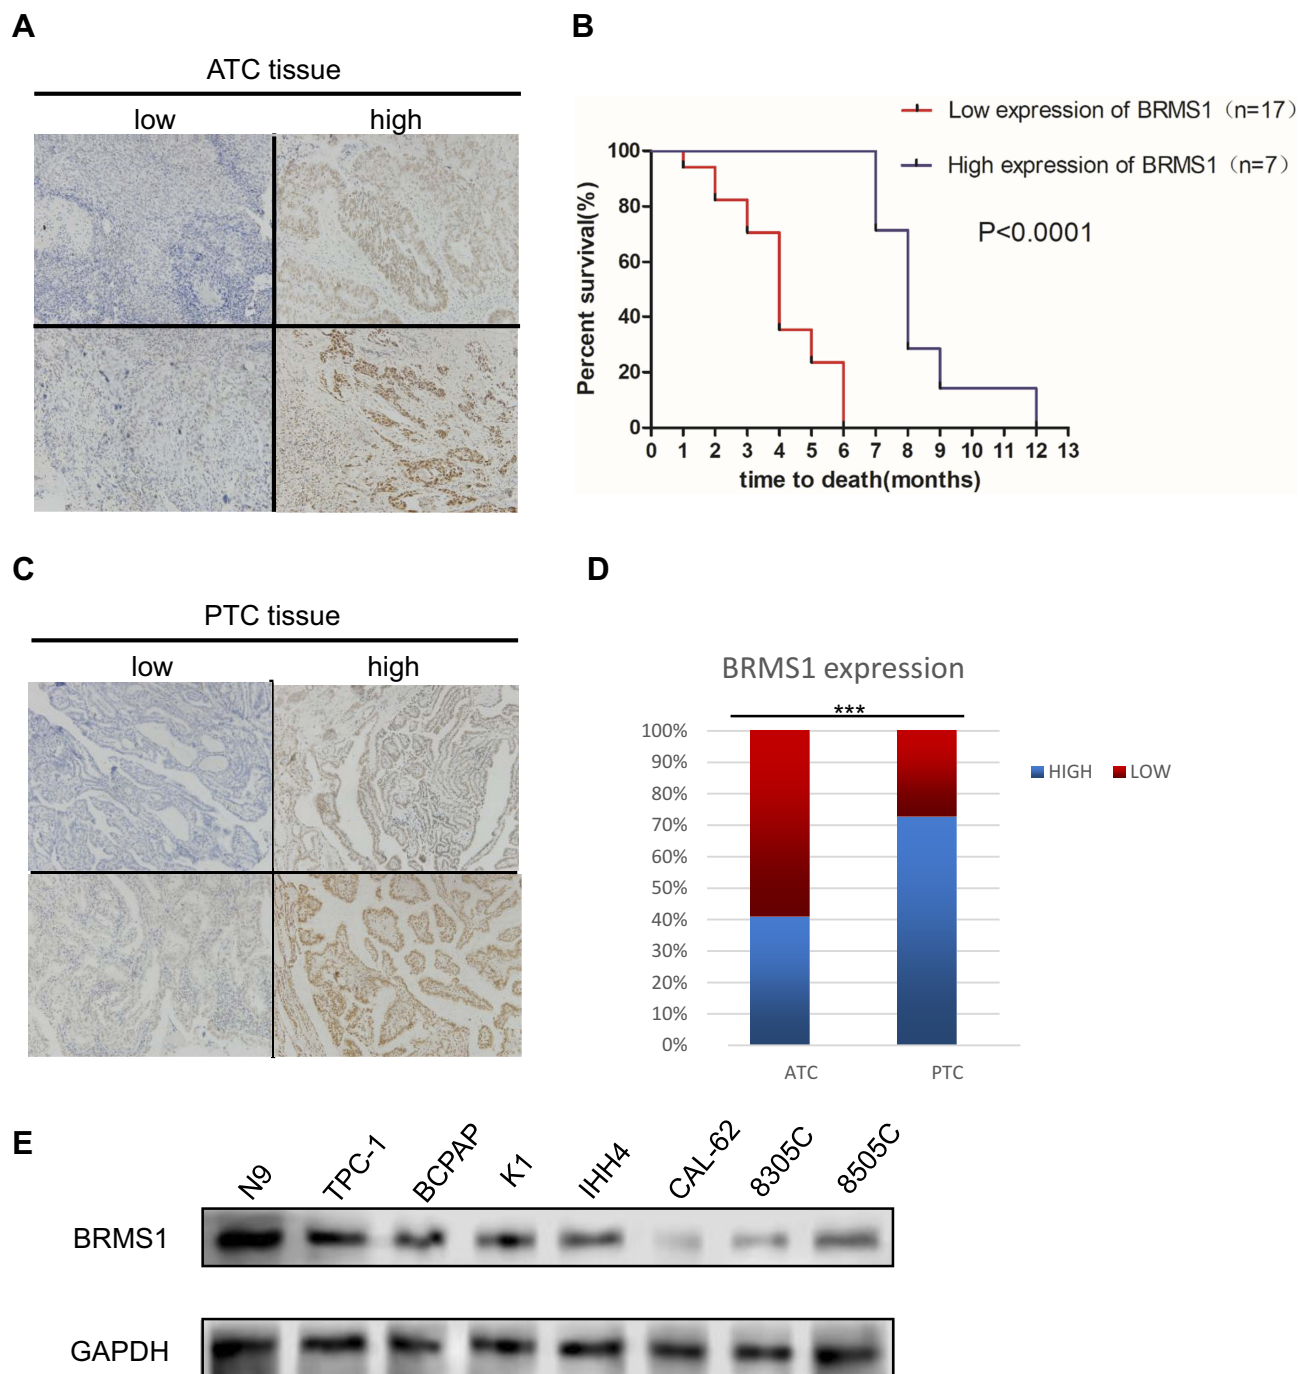 A
ATC tissue
low high
B
Low expression of BRMS1（n=17）
High expression of BRMS1（n=7）
P<0.0001
Percent survival(%)
100
80
60
40
20
0
0 1 2 3 4 5 6 7 8 9 10 11 12 13
time to death(months)
C
PTC tissue
low high
D
BRMS1 expression
***
100%
90%
80%
70%
60%
50%
40%
30%
20%
10%
0%
ATC PTC
HIGH LOW
E
N9 TPC-1 BCPAP K1 IHH4 CAL-62 8305C 8505C
BRMS1
GAPDH